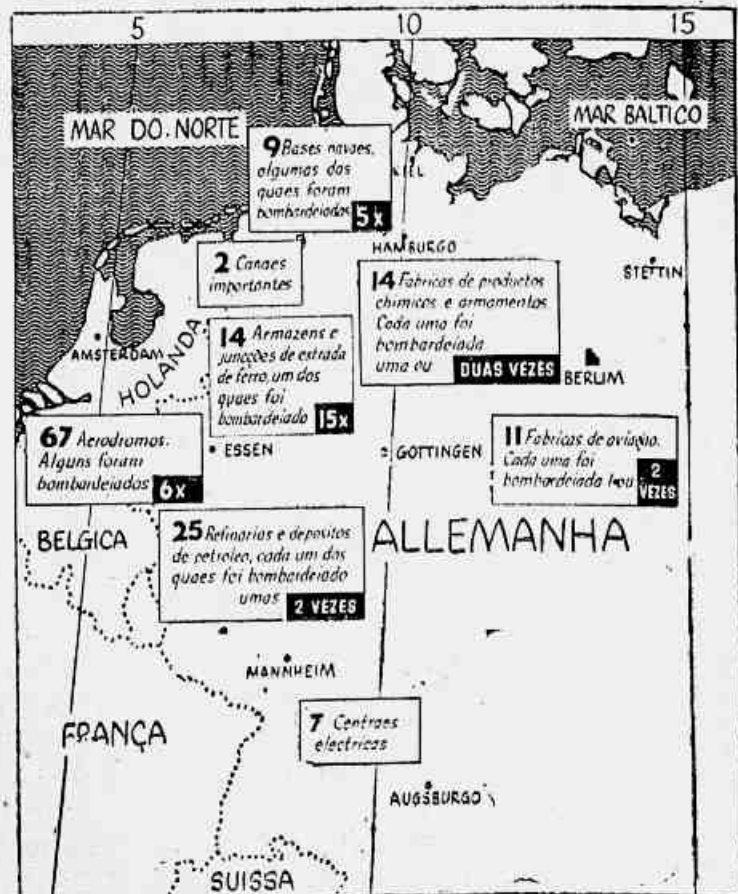 5 10 15
MAR DO NORTE
MAR BALTICO
9 Bases navaes,
algumas das
quaes foram
bombardeiadas 5x
HAMBURGO
STETTIN
2 Canaes
importantes
14 Fabricas de productos
chimicos e armamentos.
Cada uma foi
bombardeiada
uma ou DUAS VEZES
BERLIM
AMSTERDAM
HOLANDA
14 Armazens e
juncções de estrada
de ferro, um dos
quaes foi
bombardeiado 15x
67 Aerodromos.
Alguns foram
bombardeiados 6x
ESSEN
GOTTINGEN
11 Fabricas de aviação.
Cada uma foi
bombardeiada 1 ou 2
VEZES
BELGICA
25 Refinarias e depositos
de petroleo, cada um dos
quaes foi bombardeiado
umas 2 VEZES
ALLEMANHA
MANNHEIM
FRANÇA
7 Centraes
electricas
AUGSBURGO
SUISSA